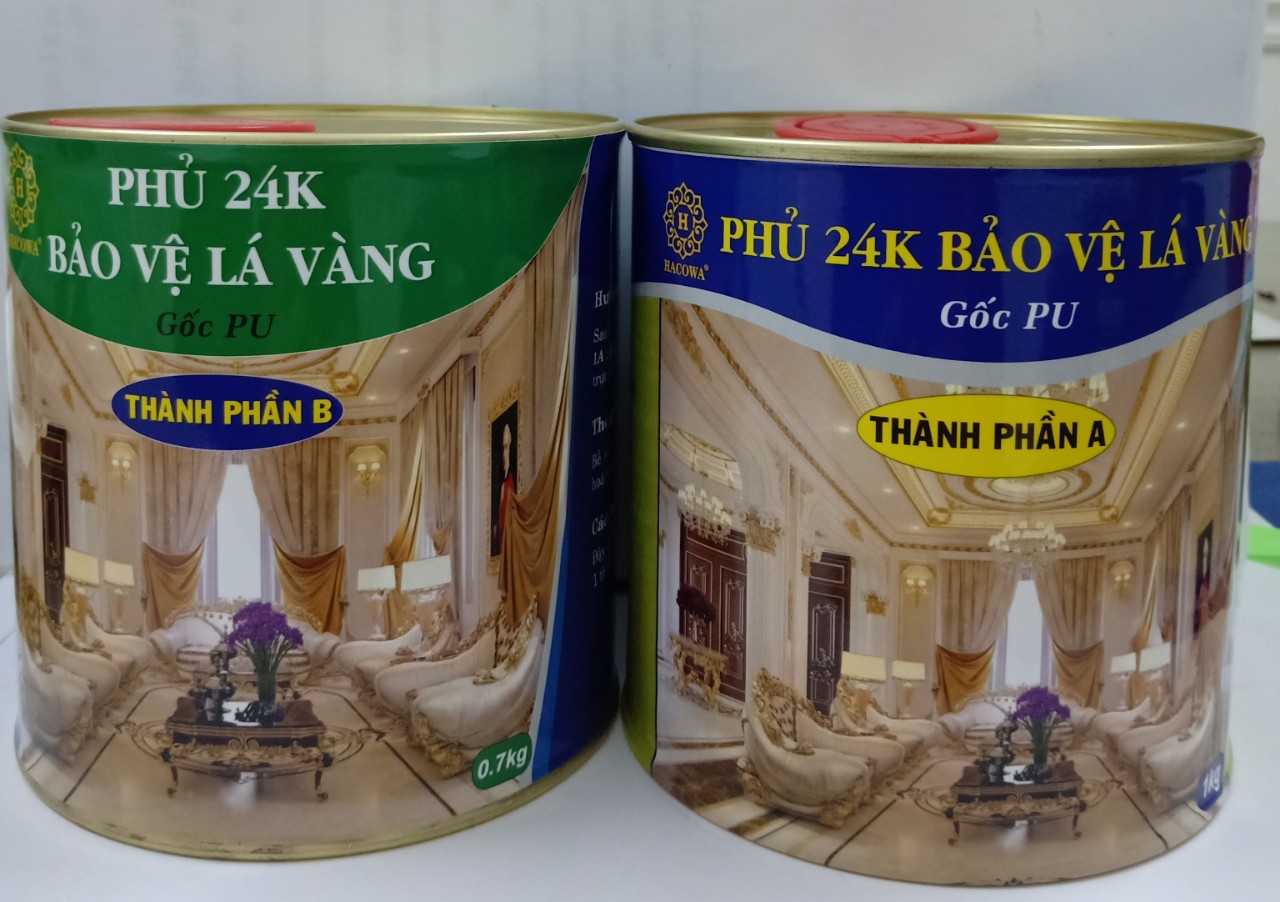 H
HACOWA
PHỦ 24K
BẢO VỆ LÁ VÀNG
Gốc PU
THÀNH PHẦN B
0.7kg
H
HACOWA®
PHỦ 24K BẢO VỆ LÁ VÀNG
Gốc PU
THÀNH PHẦN A
1kg